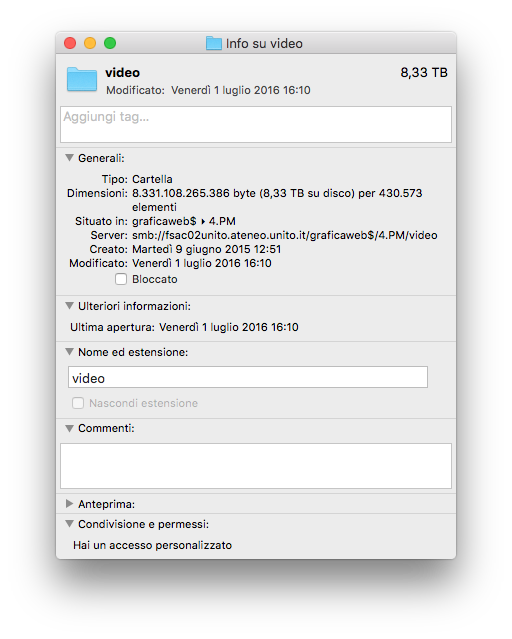 Info su video
video 8,33 TB
Modificato: Venerdì 1 luglio 2016 16:10
Aggiungi tag...
Generali:
Tipo: Cartella
Dimensioni: 8.331.108.265.386 byte (8,33 TB su disco) per 430.573
elementi
Situato in: graficaweb$ ‣ 4.PM
Server: smb://fsac02unito.ateneo.unito.it/graficaweb$/4.PM/video
Creato: Martedì 9 giugno 2015 12:51
Modificato: Venerdì 1 luglio 2016 16:10
Bloccato
Ulteriori informazioni:
Ultima apertura: Venerdì 1 luglio 2016 16:10
Nome ed estensione:
video
Nascondi estensione
Commenti:
Anteprima:
Condivisione e permessi:
Hai un accesso personalizzato